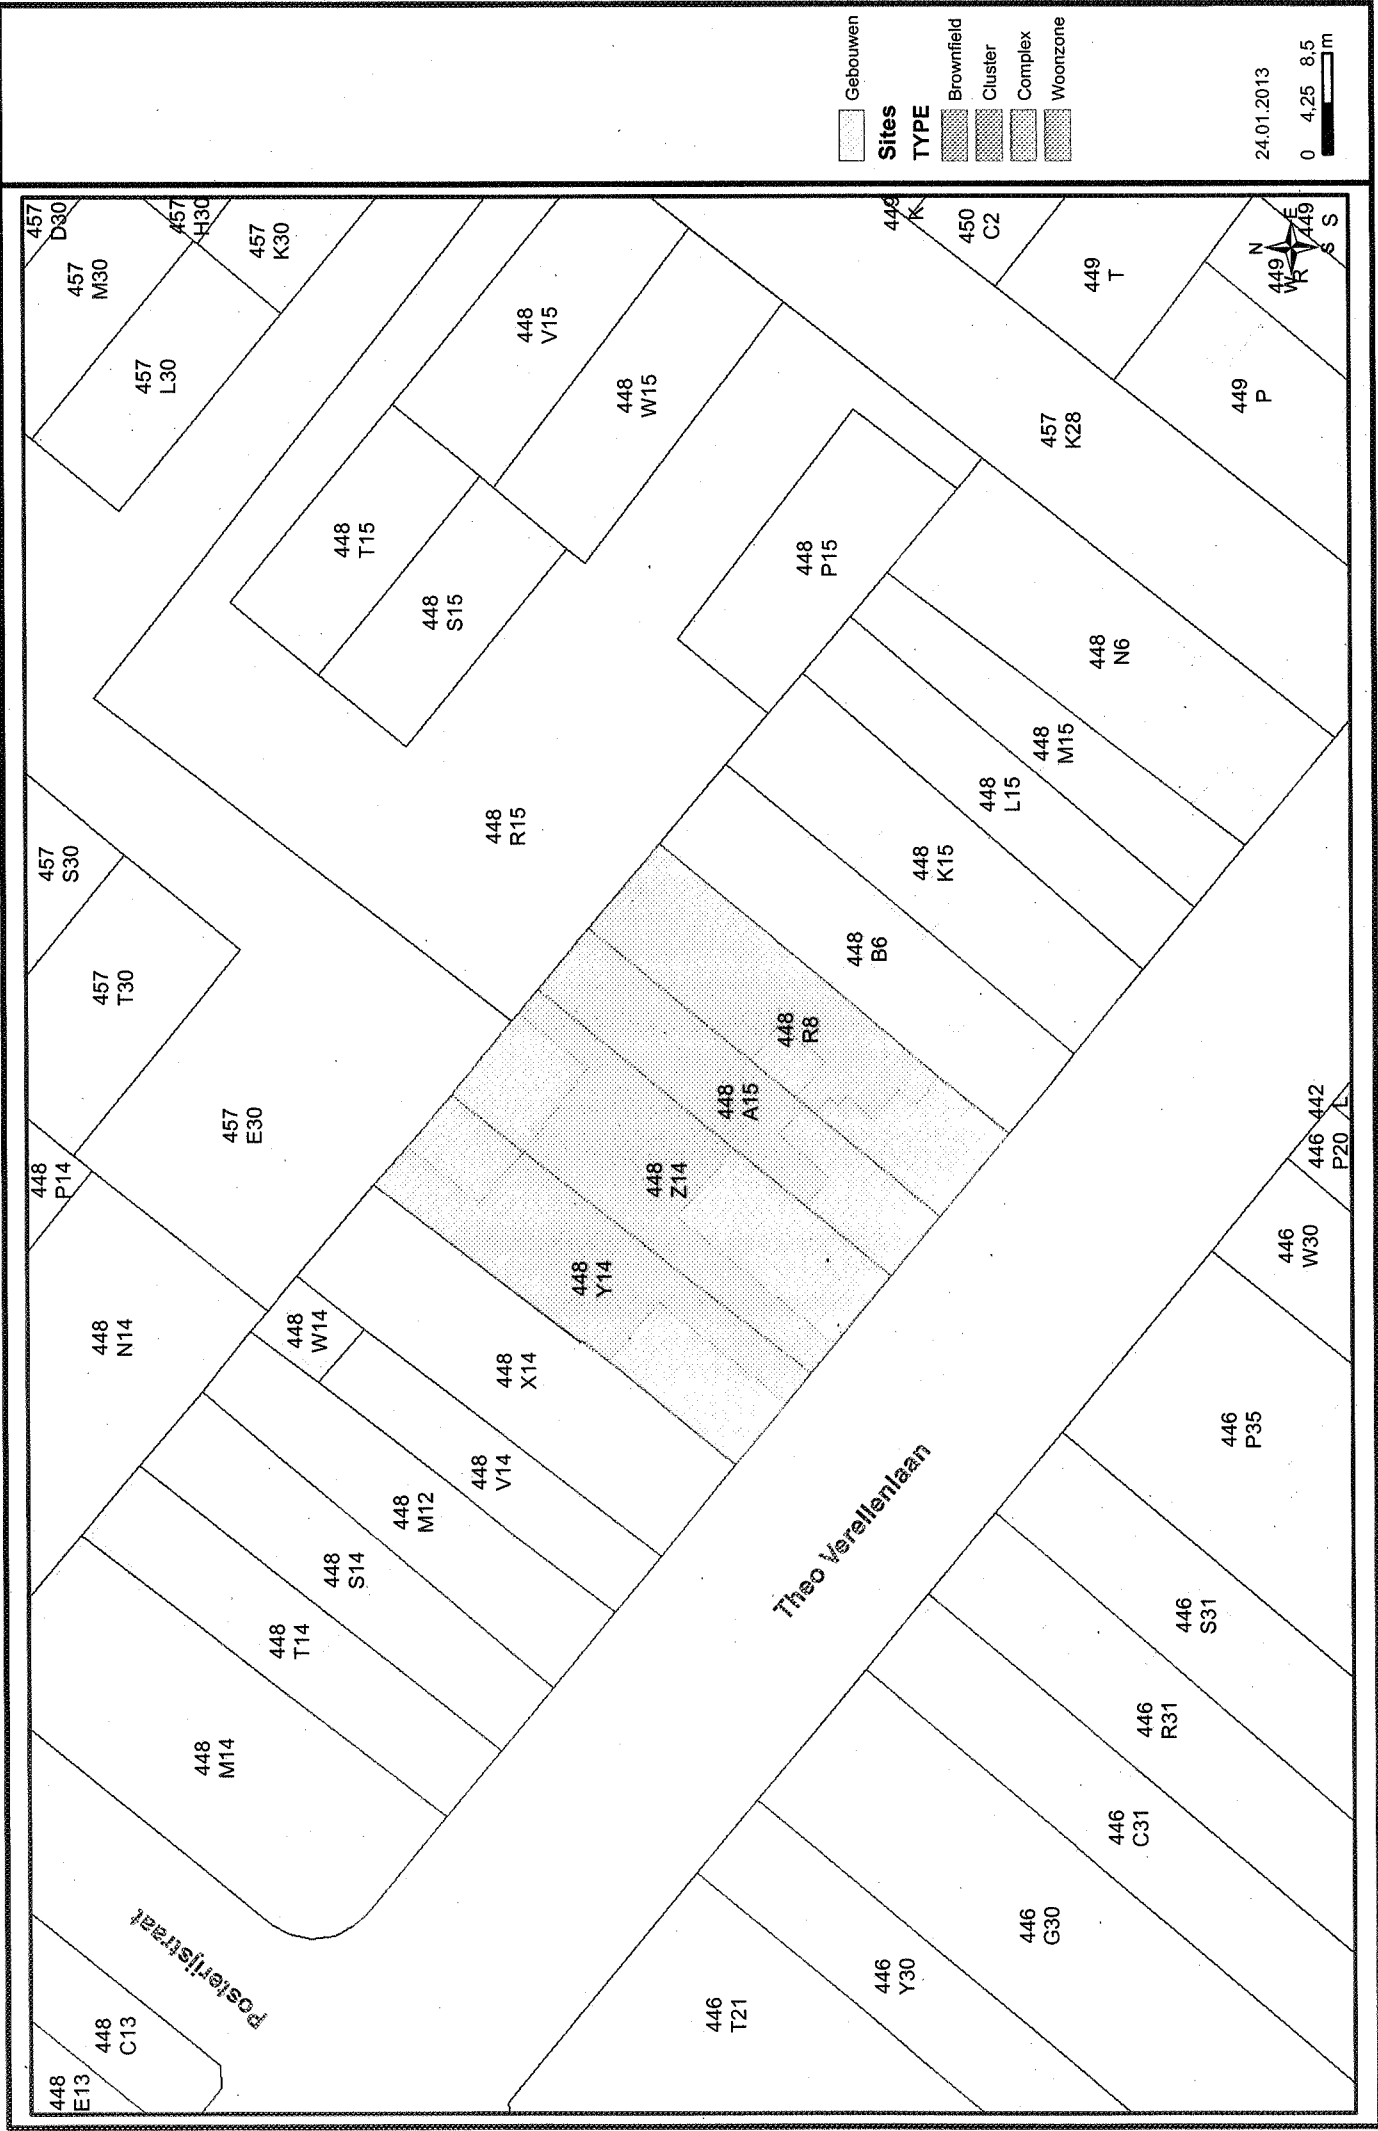 448
E13
448
C13
Posterijstraat
448
M14
448
T14
448
S14
448
M12
448
V14
448
W14
448
X14
448
N14
448
P14
457
E30
457
T30
457
S30
448
Y14
448
Z14
448
A15
448
R8
448
B6
448
K15
448
L15
448
M15
448
N6
448
R15
448
P15
448
S15
448
T15
448
W15
448
V15
457
L30
457
M30
457
D30
457
H30
457
K30
457
K28
449
K
450
C2
449
T
449
P
449
R
449
S
N
E
S
W
Theo Verellenlaan
446
T21
446
Y30
446
G30
446
C31
446
R31
446
S31
446
P35
446
W30
446
P20
442
L
Gebouwen
Sites
TYPE
Brownfield
Cluster
Complex
Woonzone
24.01.2013
0 4,25 8,5
m